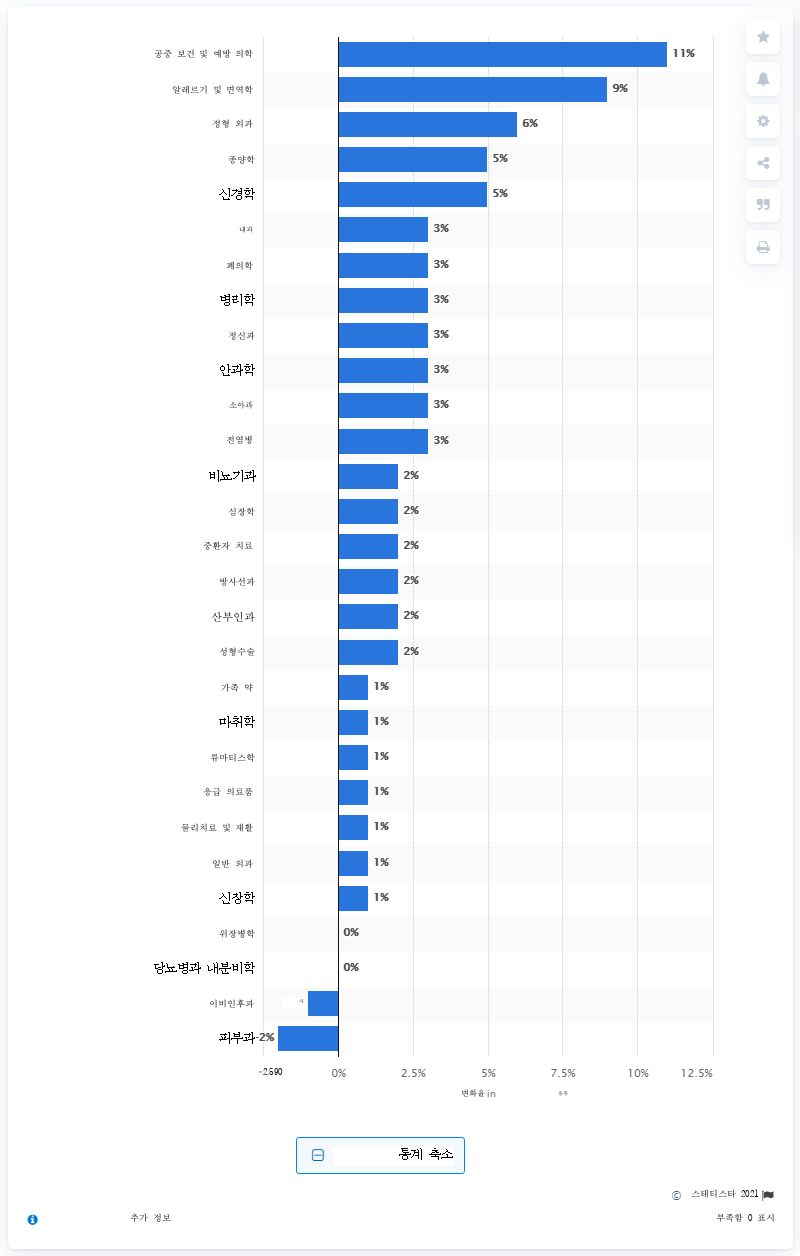 공중 보건 및 예방 의학 11%
알레르기 및 면역학 9%
정형 외과 6%
종양학 5%
신경학 5%
내과 3%
폐의학 3%
병리학 3%
정신과 3%
안과학 3%
소아과 3%
전염병 3%
비뇨기과 2%
심장학 2%
중환자 치료 2%
방사선과 2%
산부인과 2%
성형수술 2%
가족 약 1%
마취학 1%
류마티스학 1%
응급 의료품 1%
물리치료 및 재활 1%
일반 외과 1%
신장학 1%
위장병학 0%
당뇨병과 내분비학 0%
이비인후과
피부과 -2%
-2.590 0% 2.5% 5% 7.5% 10% 12.5%
변화율 in
통계 축소
© 스태티스타 2021
추가 정보 부족함 0 표시